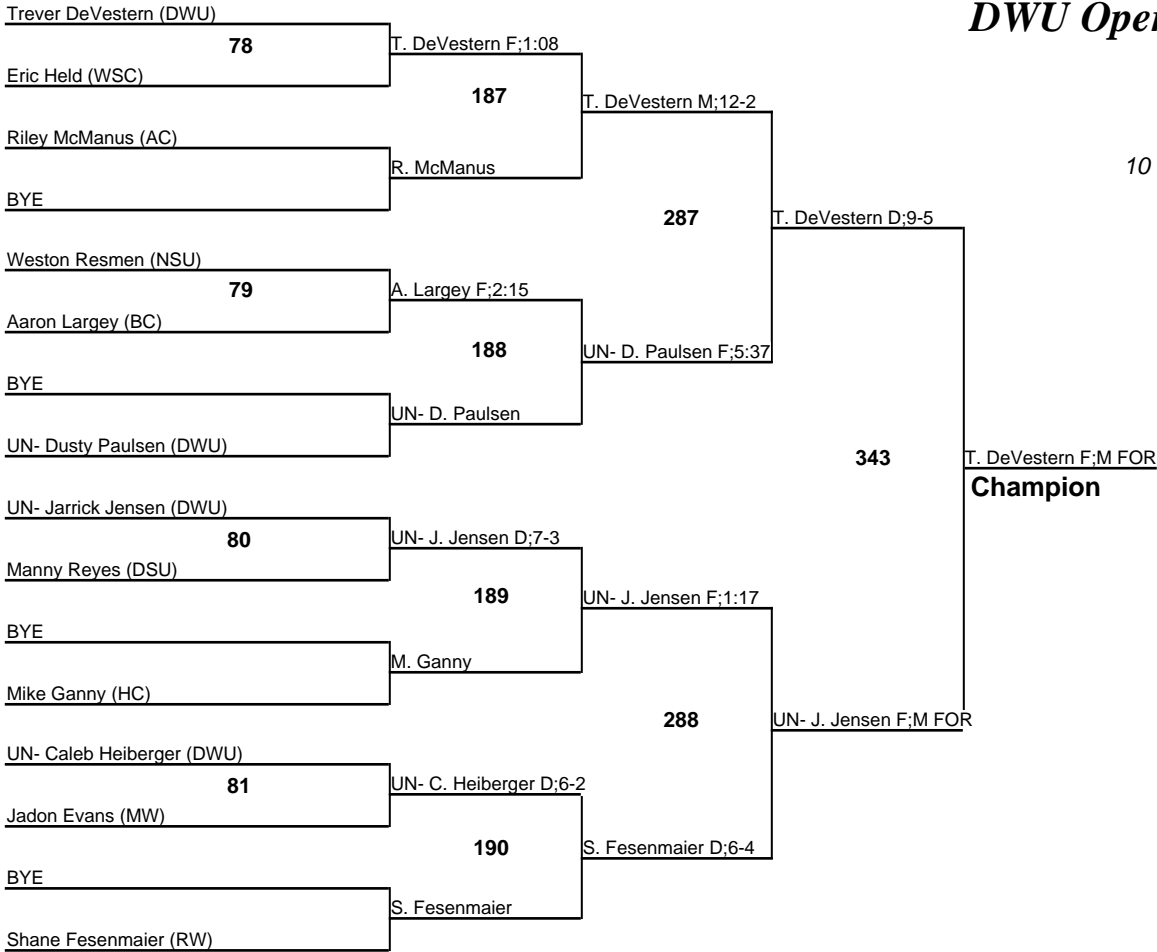 DWU Open
Trever DeVestern (DWU)
78
T. DeVestern F;1:08
Eric Held (WSC)
187
T. DeVestern M;12-2
Riley McManus (AC)
R. McManus
10
BYE
287
T. DeVestern D;9-5
Weston Resmen (NSU)
79
A. Largey F;2:15
Aaron Largey (BC)
188
UN- D. Paulsen F;5:37
BYE
UN- D. Paulsen
UN- Dusty Paulsen (DWU)
343
T. DeVestern F;M FOR
Champion
UN- Jarrick Jensen (DWU)
80
UN- J. Jensen D;7-3
Manny Reyes (DSU)
189
UN- J. Jensen F;1:17
BYE
M. Ganny
Mike Ganny (HC)
288
UN- J. Jensen F;M FOR
UN- Caleb Heiberger (DWU)
81
UN- C. Heiberger D;6-2
Jadon Evans (MW)
190
S. Fesenmaier D;6-4
BYE
S. Fesenmaier
Shane Fesenmaier (RW)